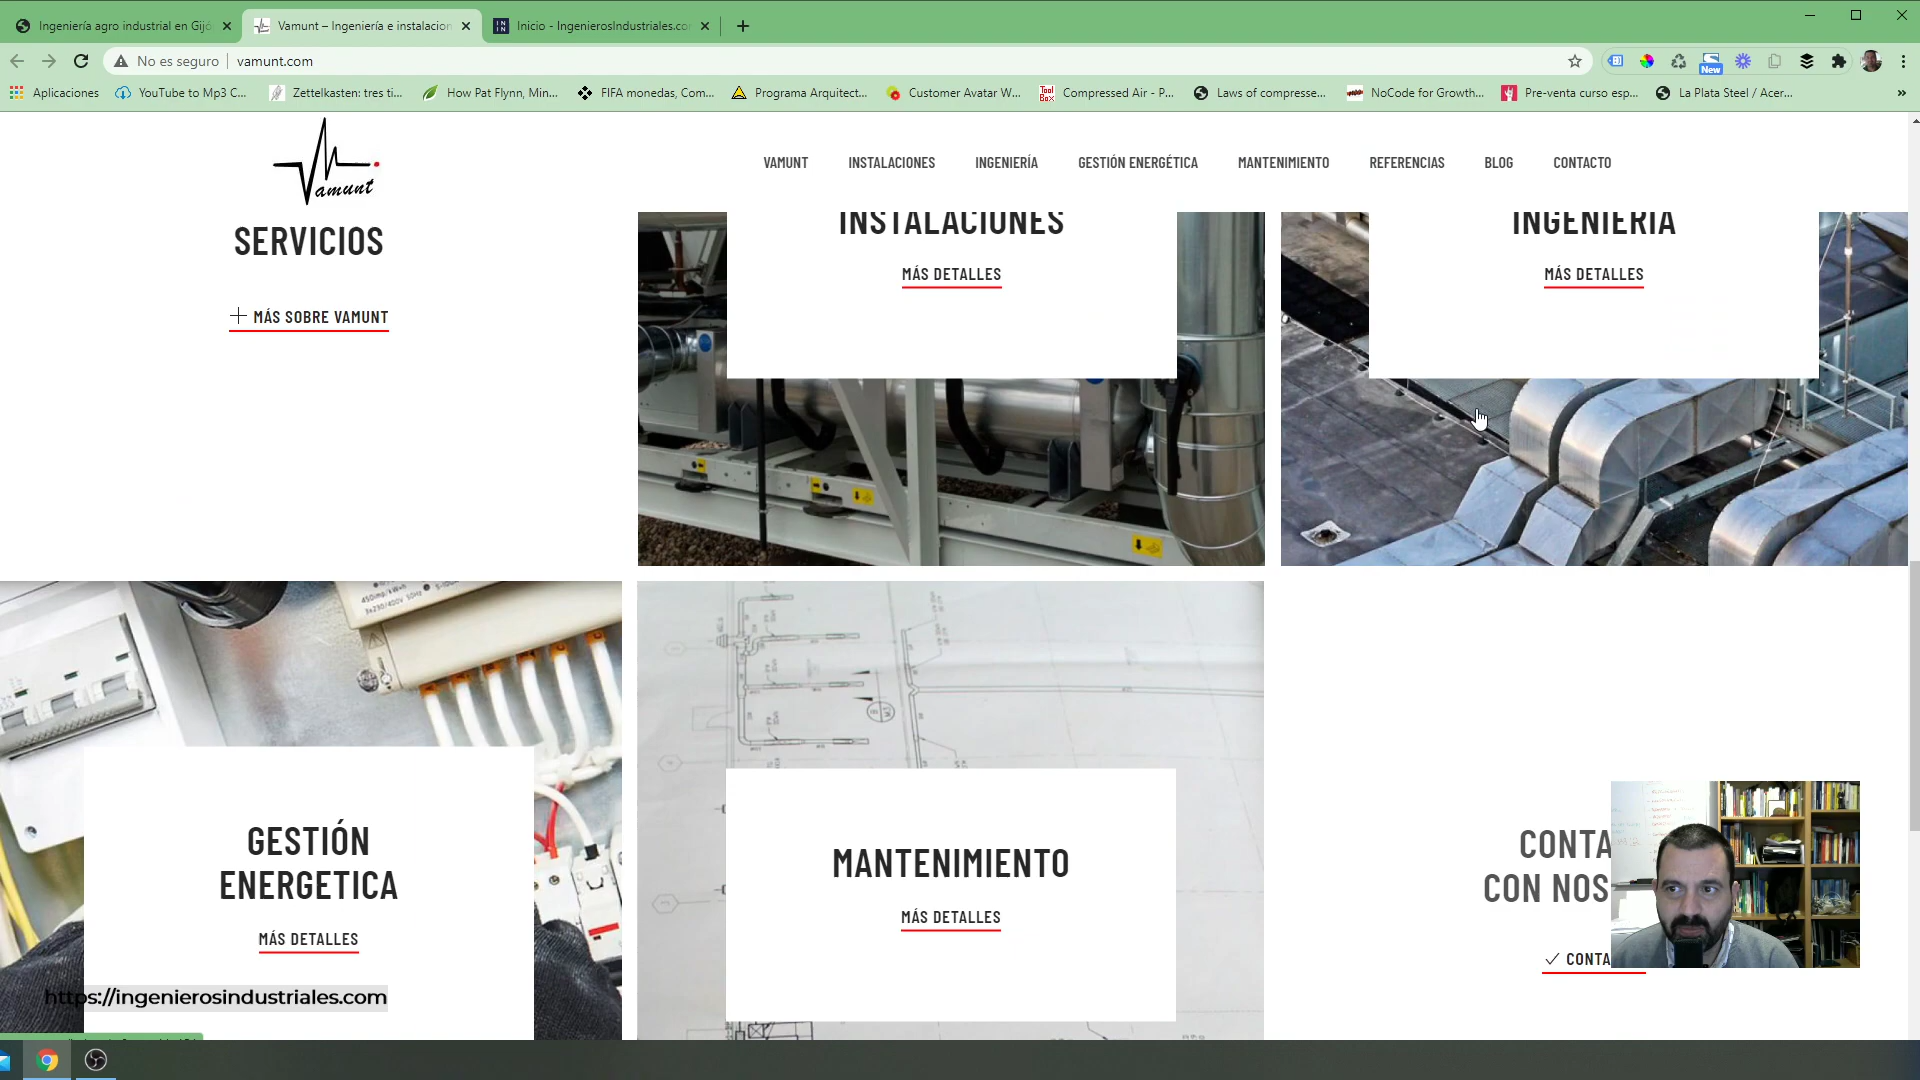 Ingeniería agro industrial en Gijó
Vamunt – Ingeniería e instalacion
Inicio - IngenierosIndustriales.co
No es seguro
vamunt.com
New
Aplicaciones
YouTube to Mp3 C...
Zettelkasten: tres ti...
How Pat Flynn, Min...
FIFA monedas, Com...
Programa Arquitect...
Customer Avatar W...
Tool Box
Compressed Air - P...
Laws of compresse...
NoCode for Growth...
Pre-venta curso esp...
La Plata Steel / Acer...
»
Vamunt
VAMUNT
INSTALACIONES
INGENIERÍA
GESTIÓN ENERGÉTICA
MANTENIMIENTO
REFERENCIAS
BLOG
CONTACTO
SERVICIOS
MÁS SOBRE VAMUNT
INSTALACIONES
MÁS DETALLES
INGENIERIA
MÁS DETALLES
GESTIÓN
ENERGETICA
MÁS DETALLES
MANTENIMIENTO
MÁS DETALLES
CONTA
CON NOS
CONTA
https://ingenierosindustriales.com